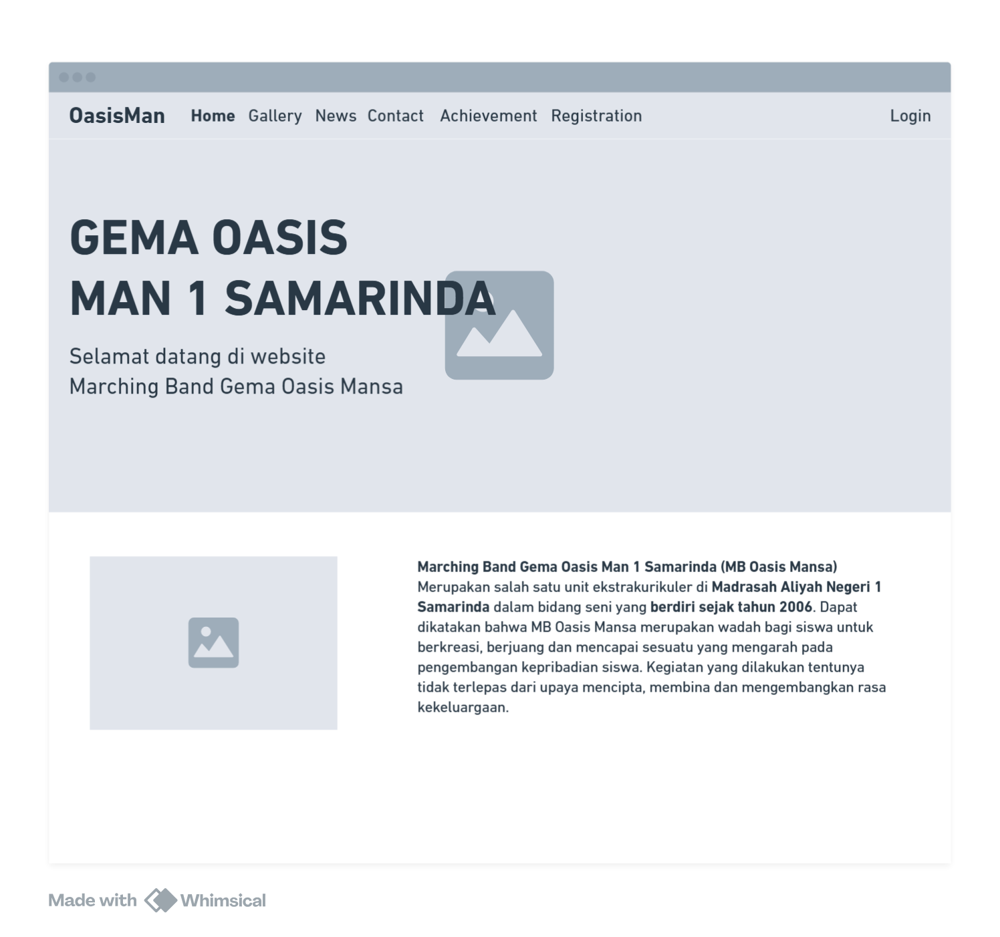 OasisMan Home Gallery News Contact Achievement Registration Login
GEMA OASIS
MAN 1 SAMARINDA
Selamat datang di website
Marching Band Gema Oasis Mansa
Marching Band Gema Oasis Man 1 Samarinda (MB Oasis Mansa)
Merupakan salah satu unit ekstrakurikuler di Madrasah Aliyah Negeri 1
Samarinda dalam bidang seni yang berdiri sejak tahun 2006. Dapat
dikatakan bahwa MB Oasis Mansa merupakan wadah bagi siswa untuk
berkreasi, berjuang dan mencapai sesuatu yang mengarah pada
pengembangan kepribadian siswa. Kegiatan yang dilakukan tentunya
tidak terlepas dari upaya mencipta, membina dan mengembangkan rasa
kekeluargaan.
Made with Whimsical